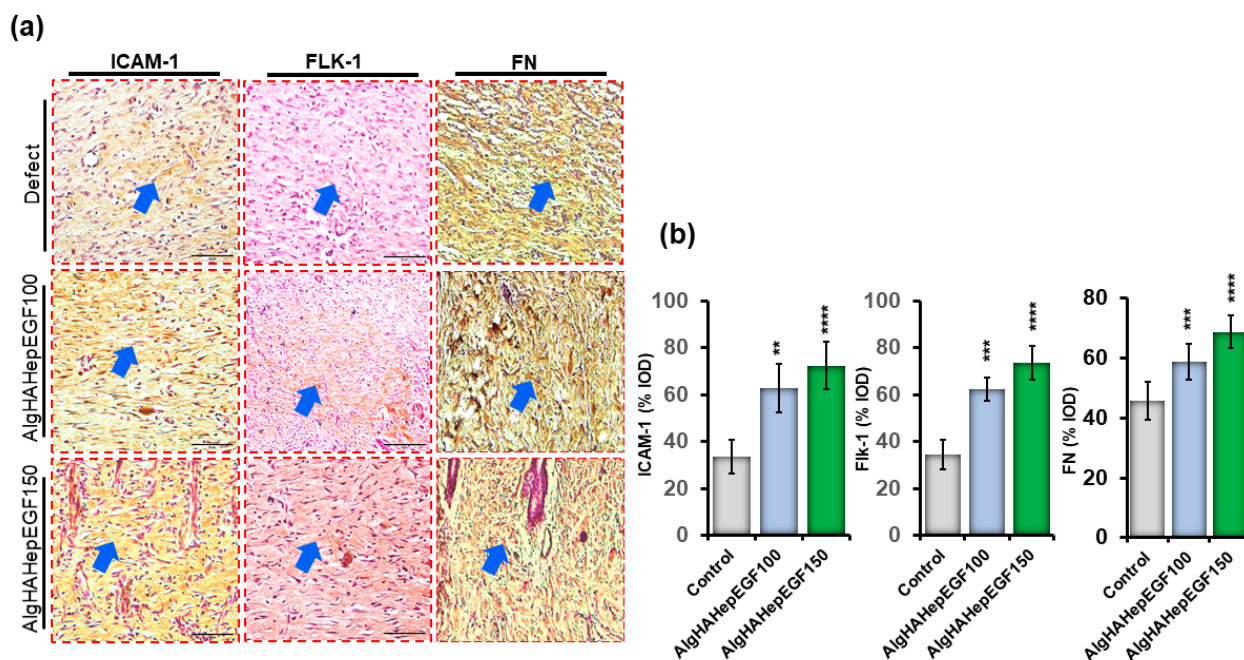 (a)
ICAM-1 FLK-1 FN
Defect
AlgHAHepEGF100
AlgHAHepEGF150
(b)
ICAM-1 (% IOD)
100
80
60
40
20
0
**
****
Control
AlgHAHepEGF100
AlgHAHepEGF150
Flk-1 (% IOD)
100
80
60
40
20
0
***
****
Control
AlgHAHepEGF100
AlgHAHepEGF150
FN (% IOD)
80
60
40
20
0
***
****
Control
AlgHAHepEGF100
AlgHAHepEGF150